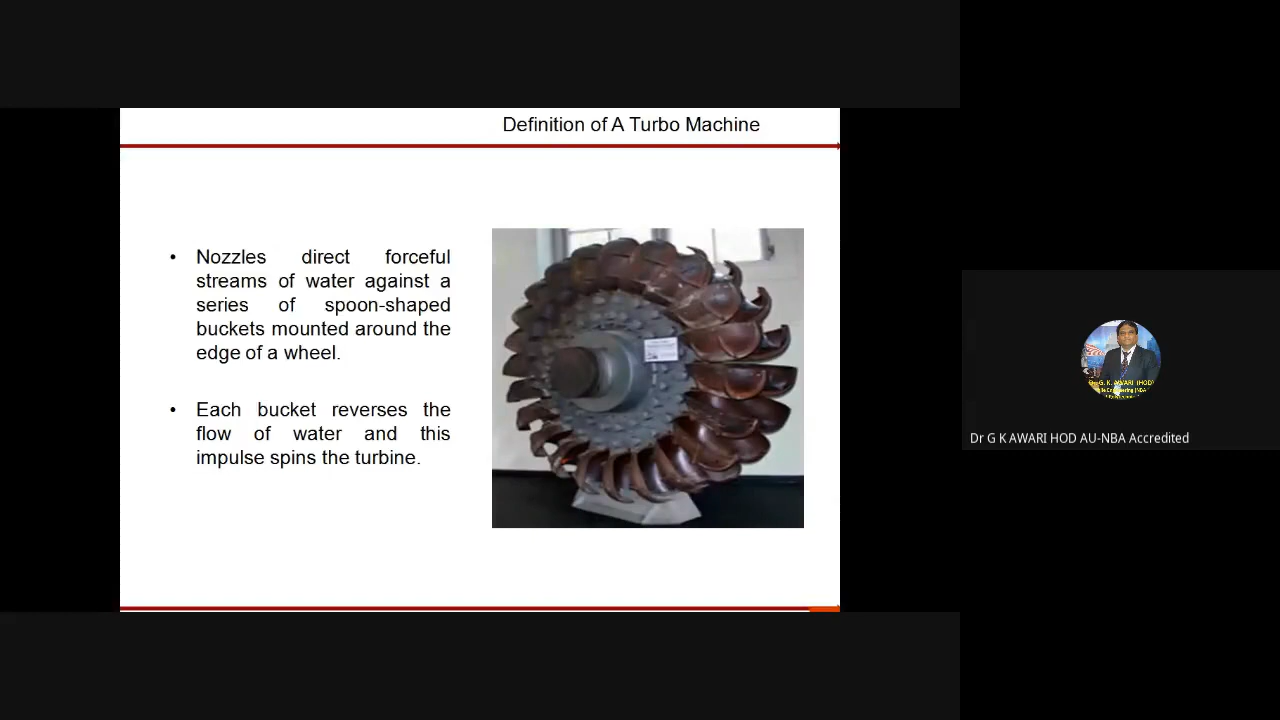 Definition of A Turbo Machine
• Nozzles direct forceful
streams of water against a
series of spoon-shaped
buckets mounted around the
edge of a wheel.
• Each bucket reverses the
flow of water and this
impulse spins the turbine.
Dr G K AWARI HOD AU-NBA Accredited